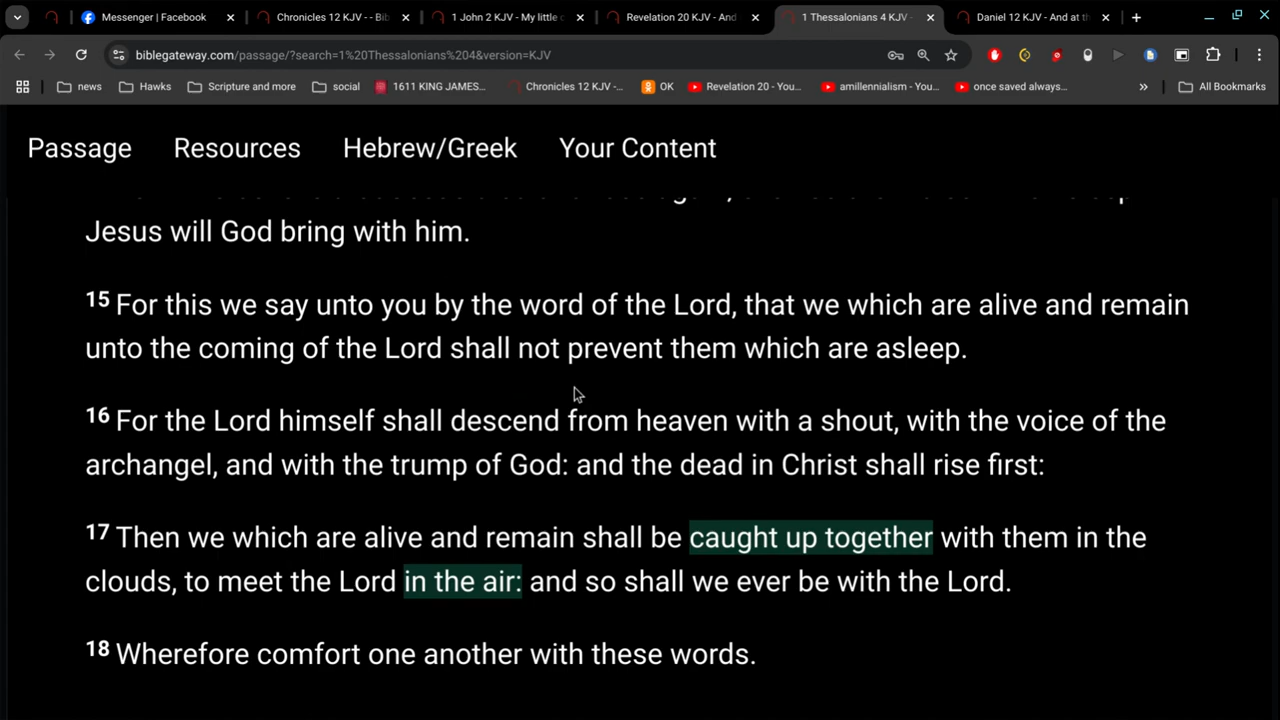 Messenger | Facebook
Chronicles 12 KJV - - Bib
1 John 2 KJV - My little c
Revelation 20 KJV - And
1 Thessalonians 4 KJV -
Daniel 12 KJV - And at th
biblegateway.com/passage/?search=1%20Thessalonians%204&version=KJV
news
Hawks
Scripture and more
social
1611 KING JAMES...
Chronicles 12 KJV -...
OK
Revelation 20 - You...
amillennialism - You...
once saved always...
All Bookmarks
Passage
Resources
Hebrew/Greek
Your Content
Jesus will God bring with him.
15 For this we say unto you by the word of the Lord, that we which are alive and remain
unto the coming of the Lord shall not prevent them which are asleep.
16 For the Lord himself shall descend from heaven with a shout, with the voice of the
archangel, and with the trump of God: and the dead in Christ shall rise first:
17 Then we which are alive and remain shall be caught up together with them in the
clouds, to meet the Lord in the air: and so shall we ever be with the Lord.
18 Wherefore comfort one another with these words.